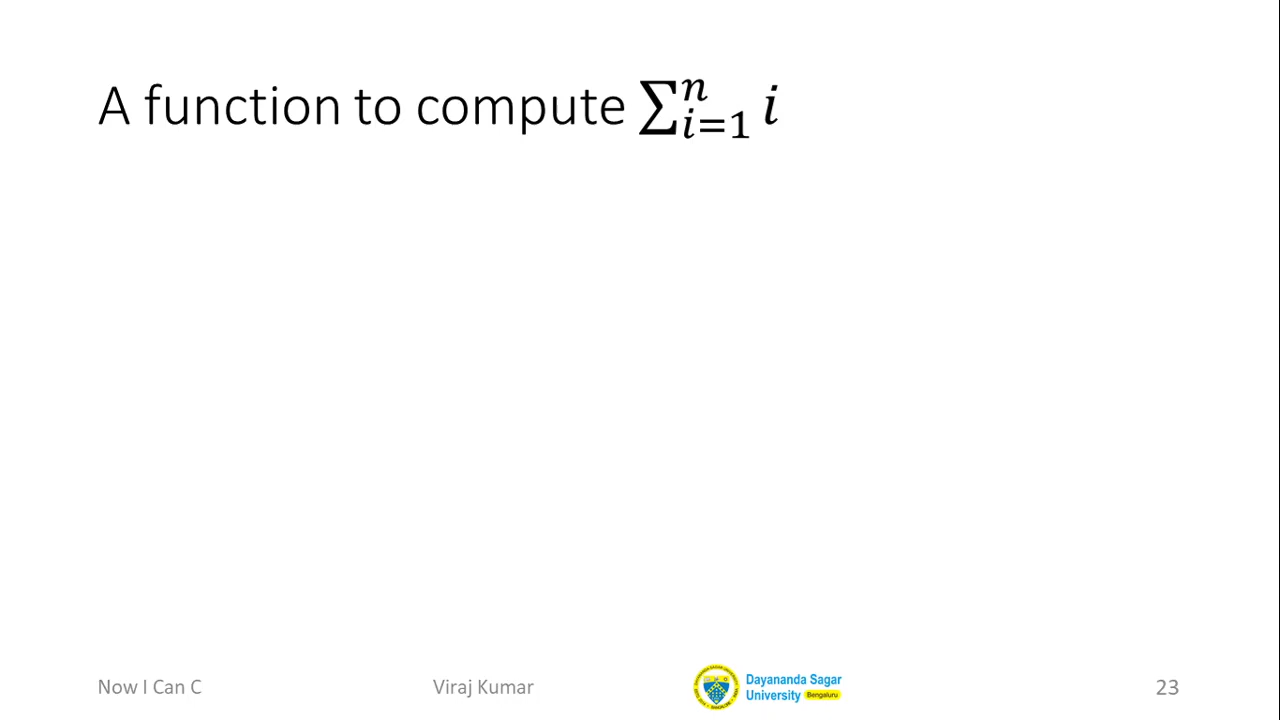 A function to compute ∑ⁿᵢ₌₁ i
Now I Can C
Viraj Kumar
Dayananda Sagar
University Bengaluru
23